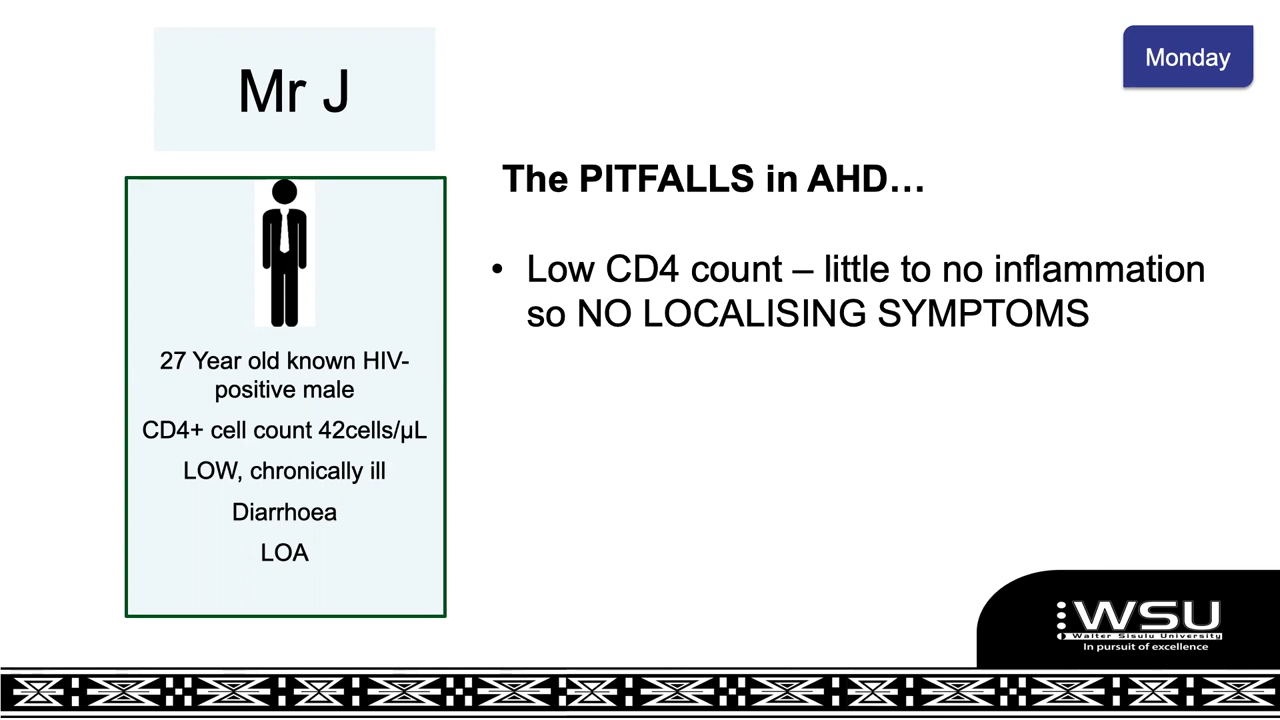 Mr J
Monday
The PITFALLS in AHD…
• Low CD4 count – little to no inflammation
so NO LOCALISING SYMPTOMS
27 Year old known HIV-
positive male
CD4+ cell count 42cells/µL
LOW, chronically ill
Diarrhoea
LOA
WSU
Walter Sisulu University
In pursuit of excellence